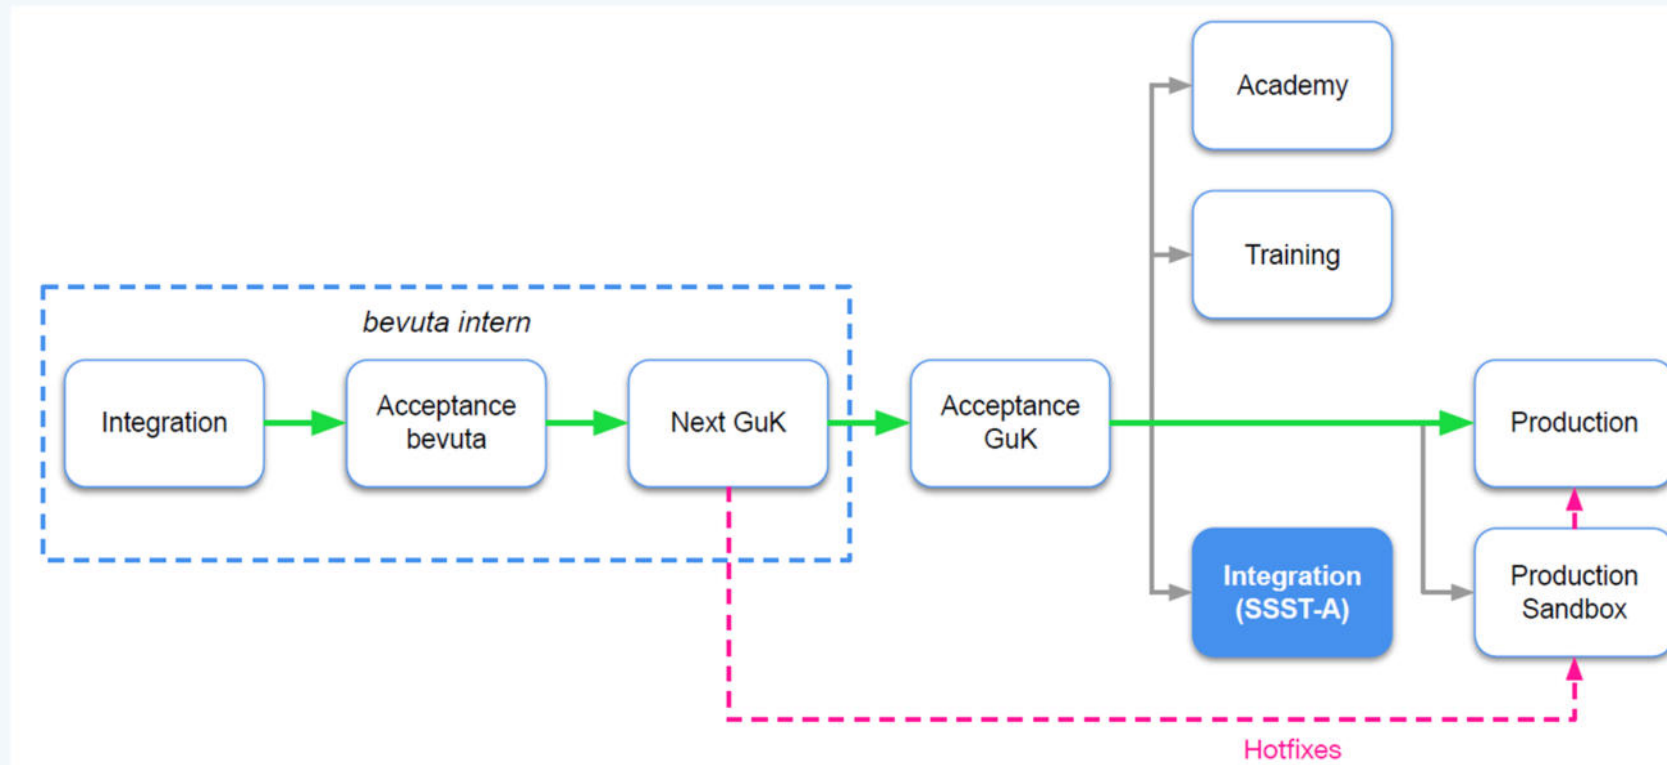 Academy
Training
bevuta intern
Integration
Acceptance
bevuta
Next GuK
Acceptance
GuK
Production
Integration
(SSST-A)
Production
Sandbox
Hotfixes